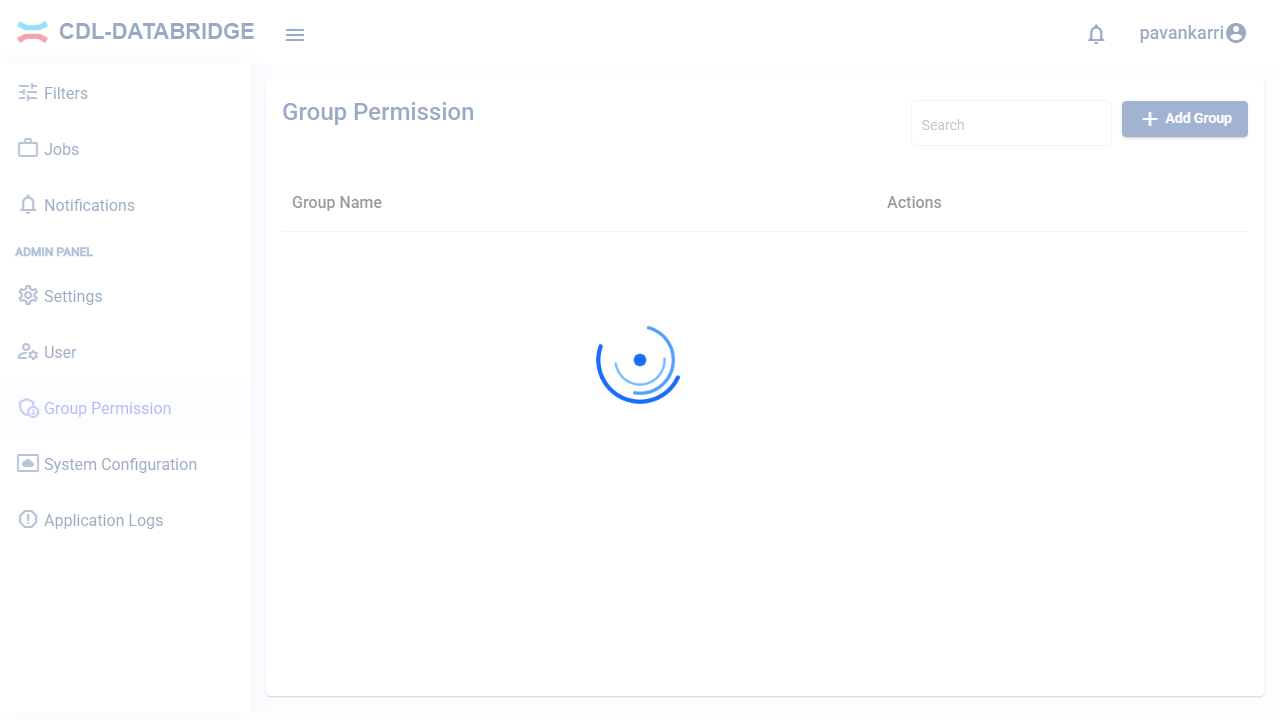 CDL-DATABRIDGE
pavankarri
Filters
Jobs
Notifications
ADMIN PANEL
Settings
User
Group Permission
System Configuration
Application Logs
Group Permission
Search
Add Group
Group Name
Actions